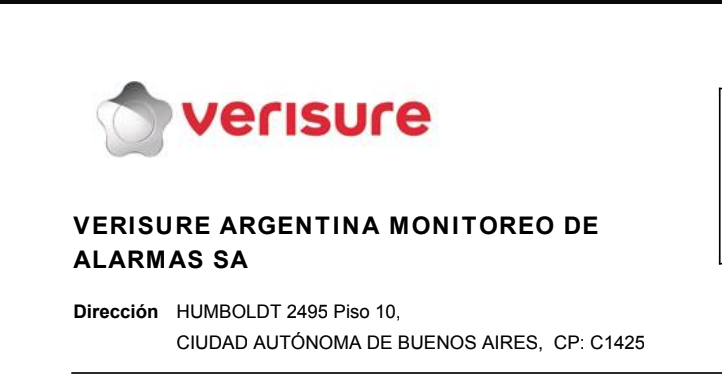 verisure
VERISURE ARGENTINA MONITOREO DE
ALARMAS SA
Dirección HUMBOLDT 2495 Piso 10,
CIUDAD AUTÓNOMA DE BUENOS AIRES, CP: C1425